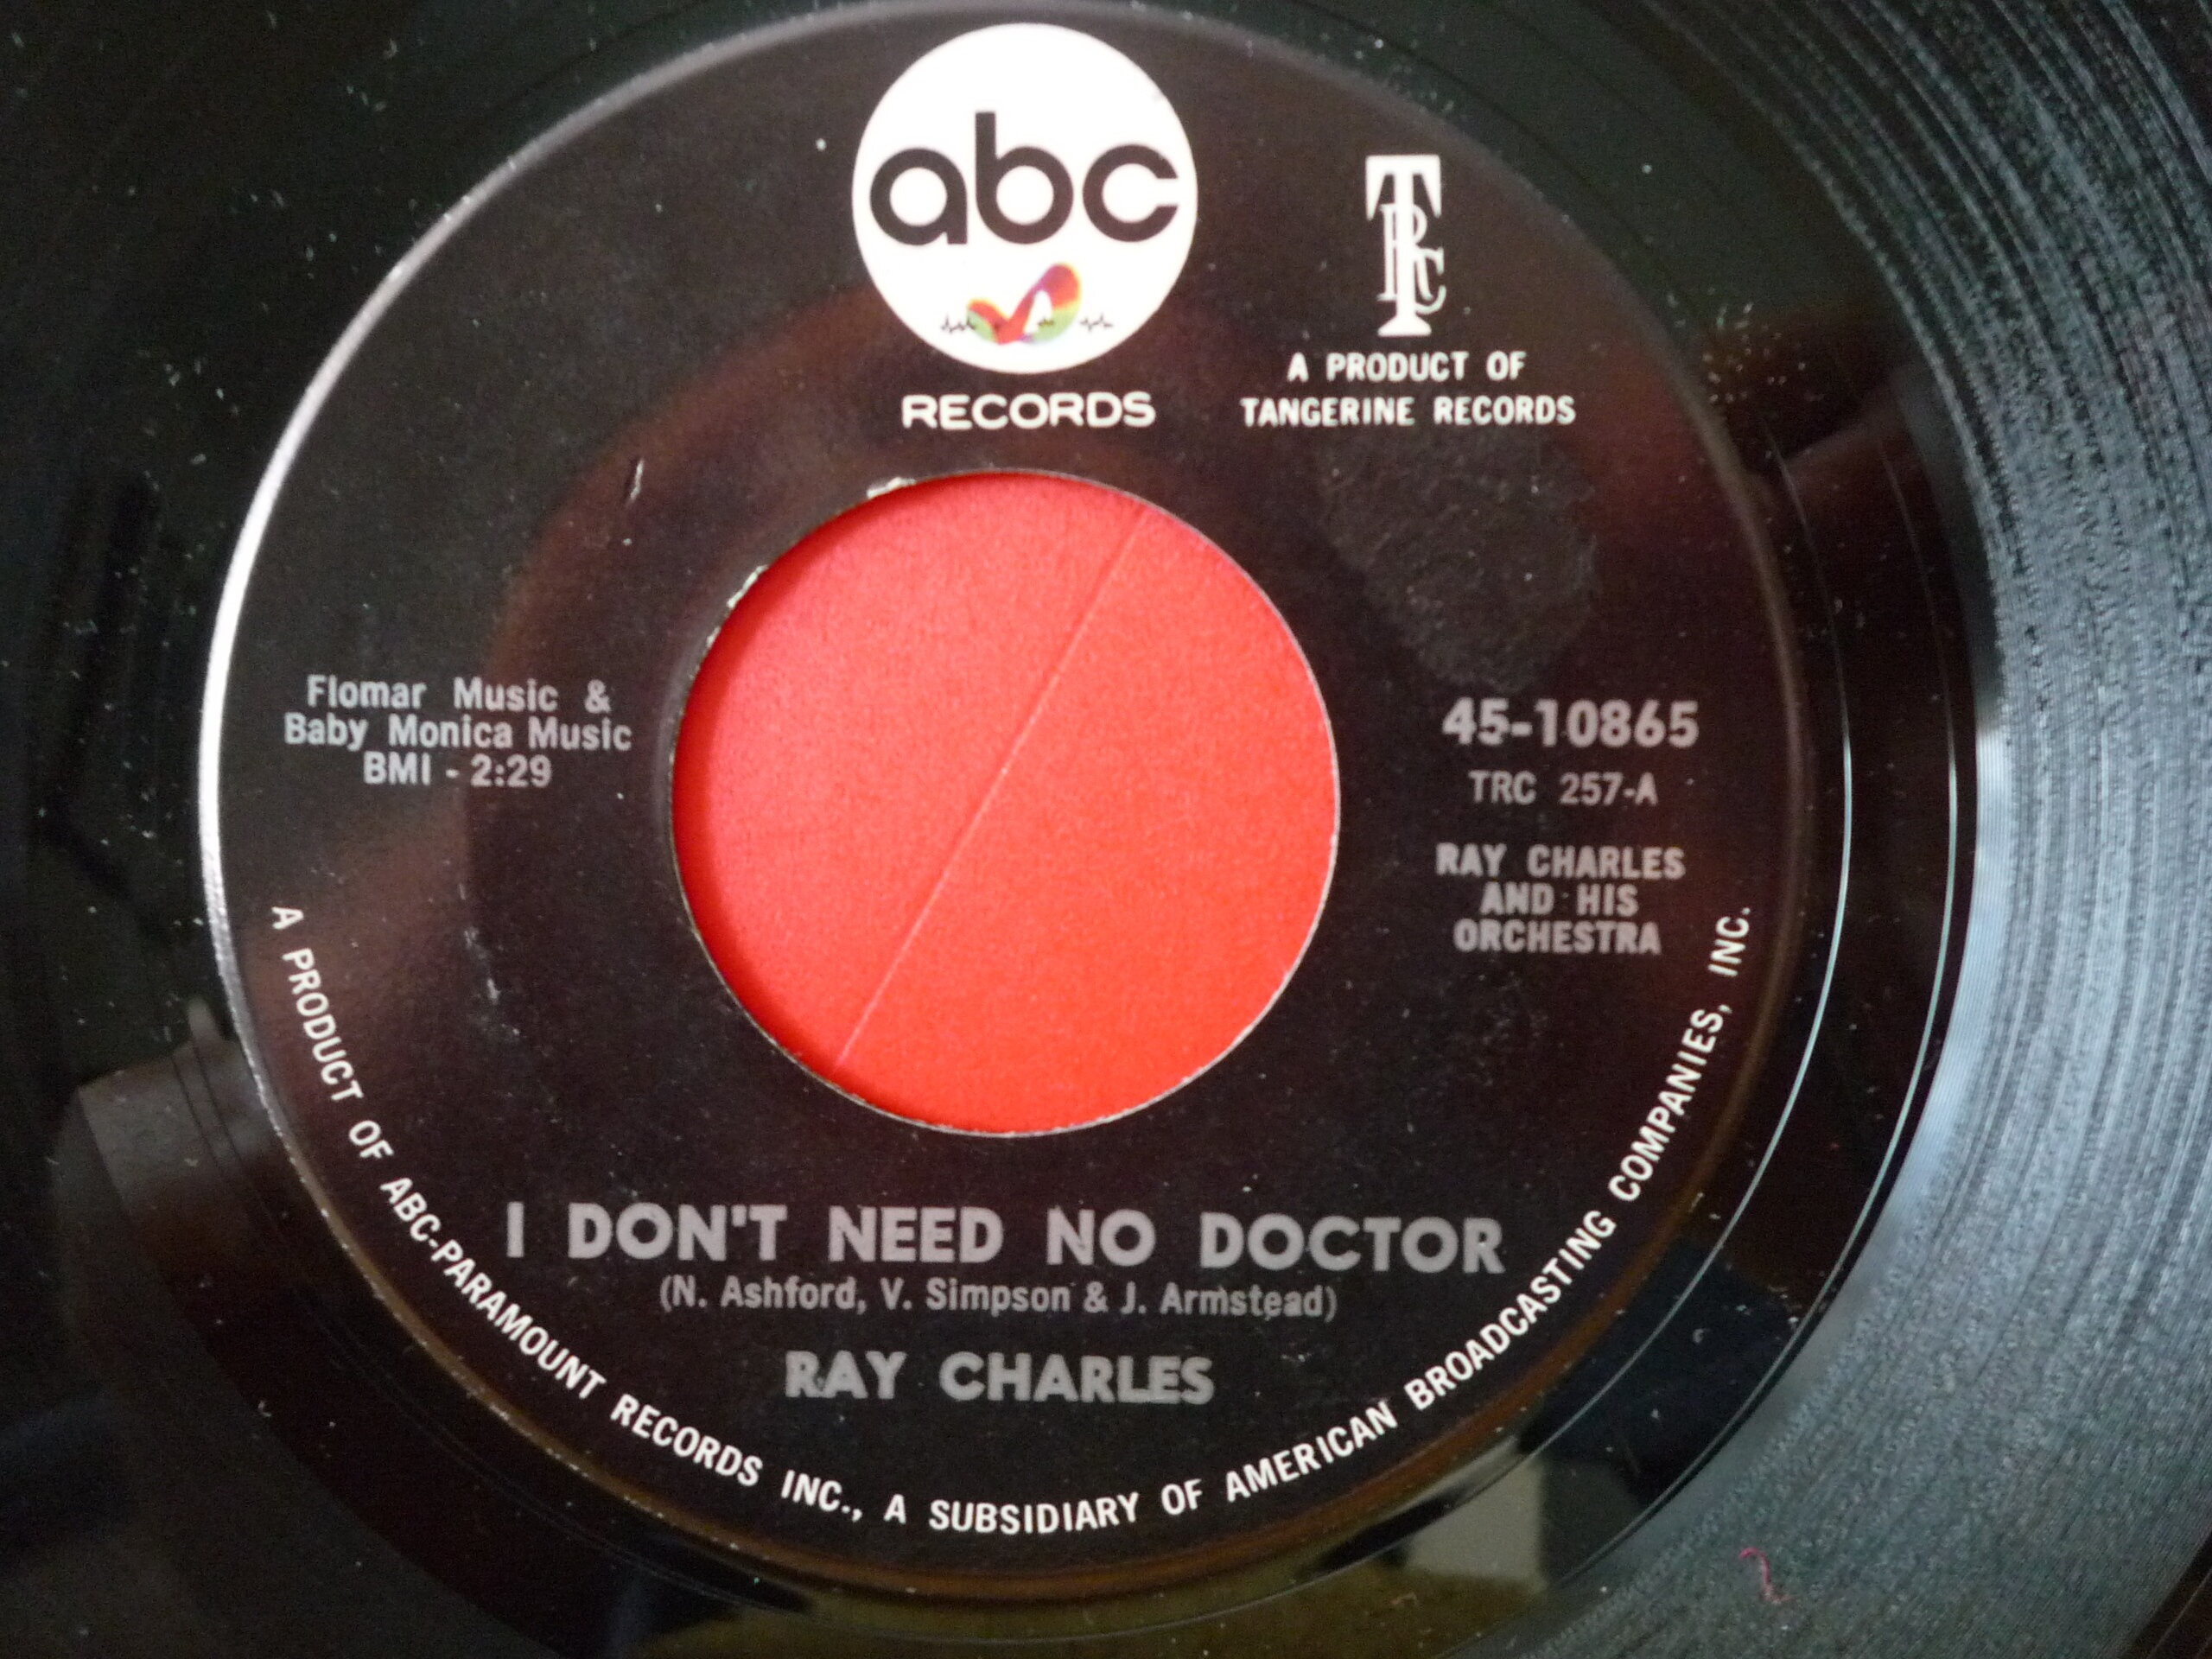 abc
RECORDS
TRC
A PRODUCT OF
TANGERINE RECORDS
Flomar Music &
Baby Monica Music
BMI - 2:29
45-10865
TRC 257-A
RAY CHARLES
AND HIS
ORCHESTRA
I DON'T NEED NO DOCTOR
(N. Ashford, V. Simpson & J. Armstead)
RAY CHARLES
A PRODUCT OF ABC-PARAMOUNT RECORDS INC., A SUBSIDIARY OF AMERICAN BROADCASTING COMPANIES, INC.